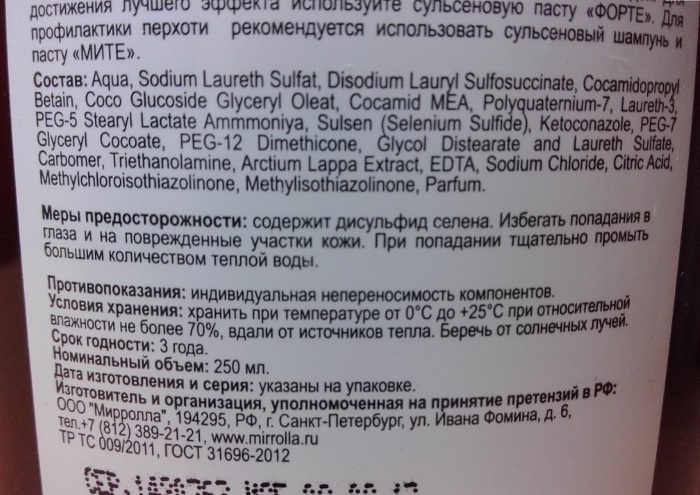 достижения лучшего эффекта используйте сульсеновую пасту «ФОРТЕ». Для
профилактики перхоти рекомендуется использовать сульсеновый шампунь и
пасту «МИТЕ».
Состав: Aqua, Sodium Laureth Sulfat, Disodium Lauryl Sulfosuccinate, Cocamidopropyl
Betain, Coco Glucoside Glyceryl Oleat, Cocamid MEA, Polyquaternium-7, Laureth-3,
PEG-5 Stearyl Lactate Ammmoniya, Sulsen (Selenium Sulfide), Ketoconazole, PEG-7
Glyceryl Cocoate, PEG-12 Dimethicone, Glycol Distearate and Laureth Sulfate,
Carbomer, Triethanolamine, Arctium Lappa Extract, EDTA, Sodium Chloride, Citric Acid,
Methylchloroisothiazolinone, Methylisothiazolinone, Parfum.
Меры предосторожности: содержит дисульфид селена. Избегать попадания в
глаза и на поврежденные участки кожи. При попадании тщательно промыть
большим количеством теплой воды.
Противопоказания: индивидуальная непереносимость компонентов.
Условия хранения: хранить при температуре от 0°С до +25°С при относительной
влажности не более 70%, вдали от источников тепла. Беречь от солнечных лучей.
Срок годности: 3 года.
Номинальный объем: 250 мл.
Дата изготовления и серия: указаны на упаковке.
Изготовитель и организация, уполномоченная на принятие претензий в РФ:
ООО "Мирролла", 194295, РФ, г. Санкт-Петербург, ул. Ивана Фомина, д. 6,
тел.+7 (812) 389-21-21, www.mirrolla.ru
ТР ТС 009/2011, ГОСТ 31696-2012